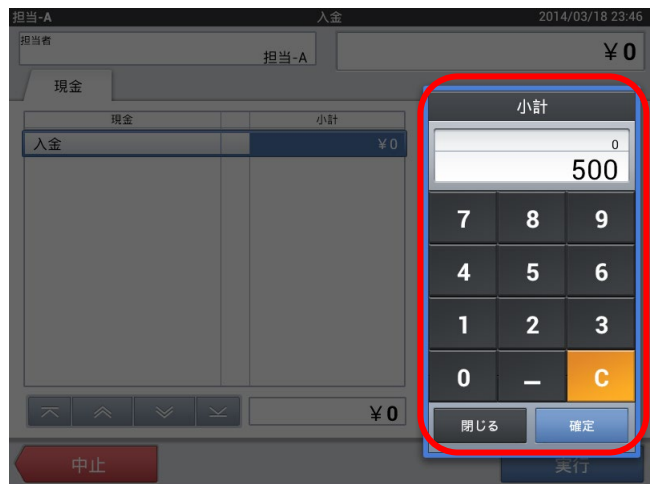 担当-A 入金 2014/03/18 23:46
担当者
担当-A
¥0
現金
現金 小計
入金 ¥0
¥0
中止
実行
小計
0
500
7 8 9
4 5 6
1 2 3
0 – C
閉じる 確定